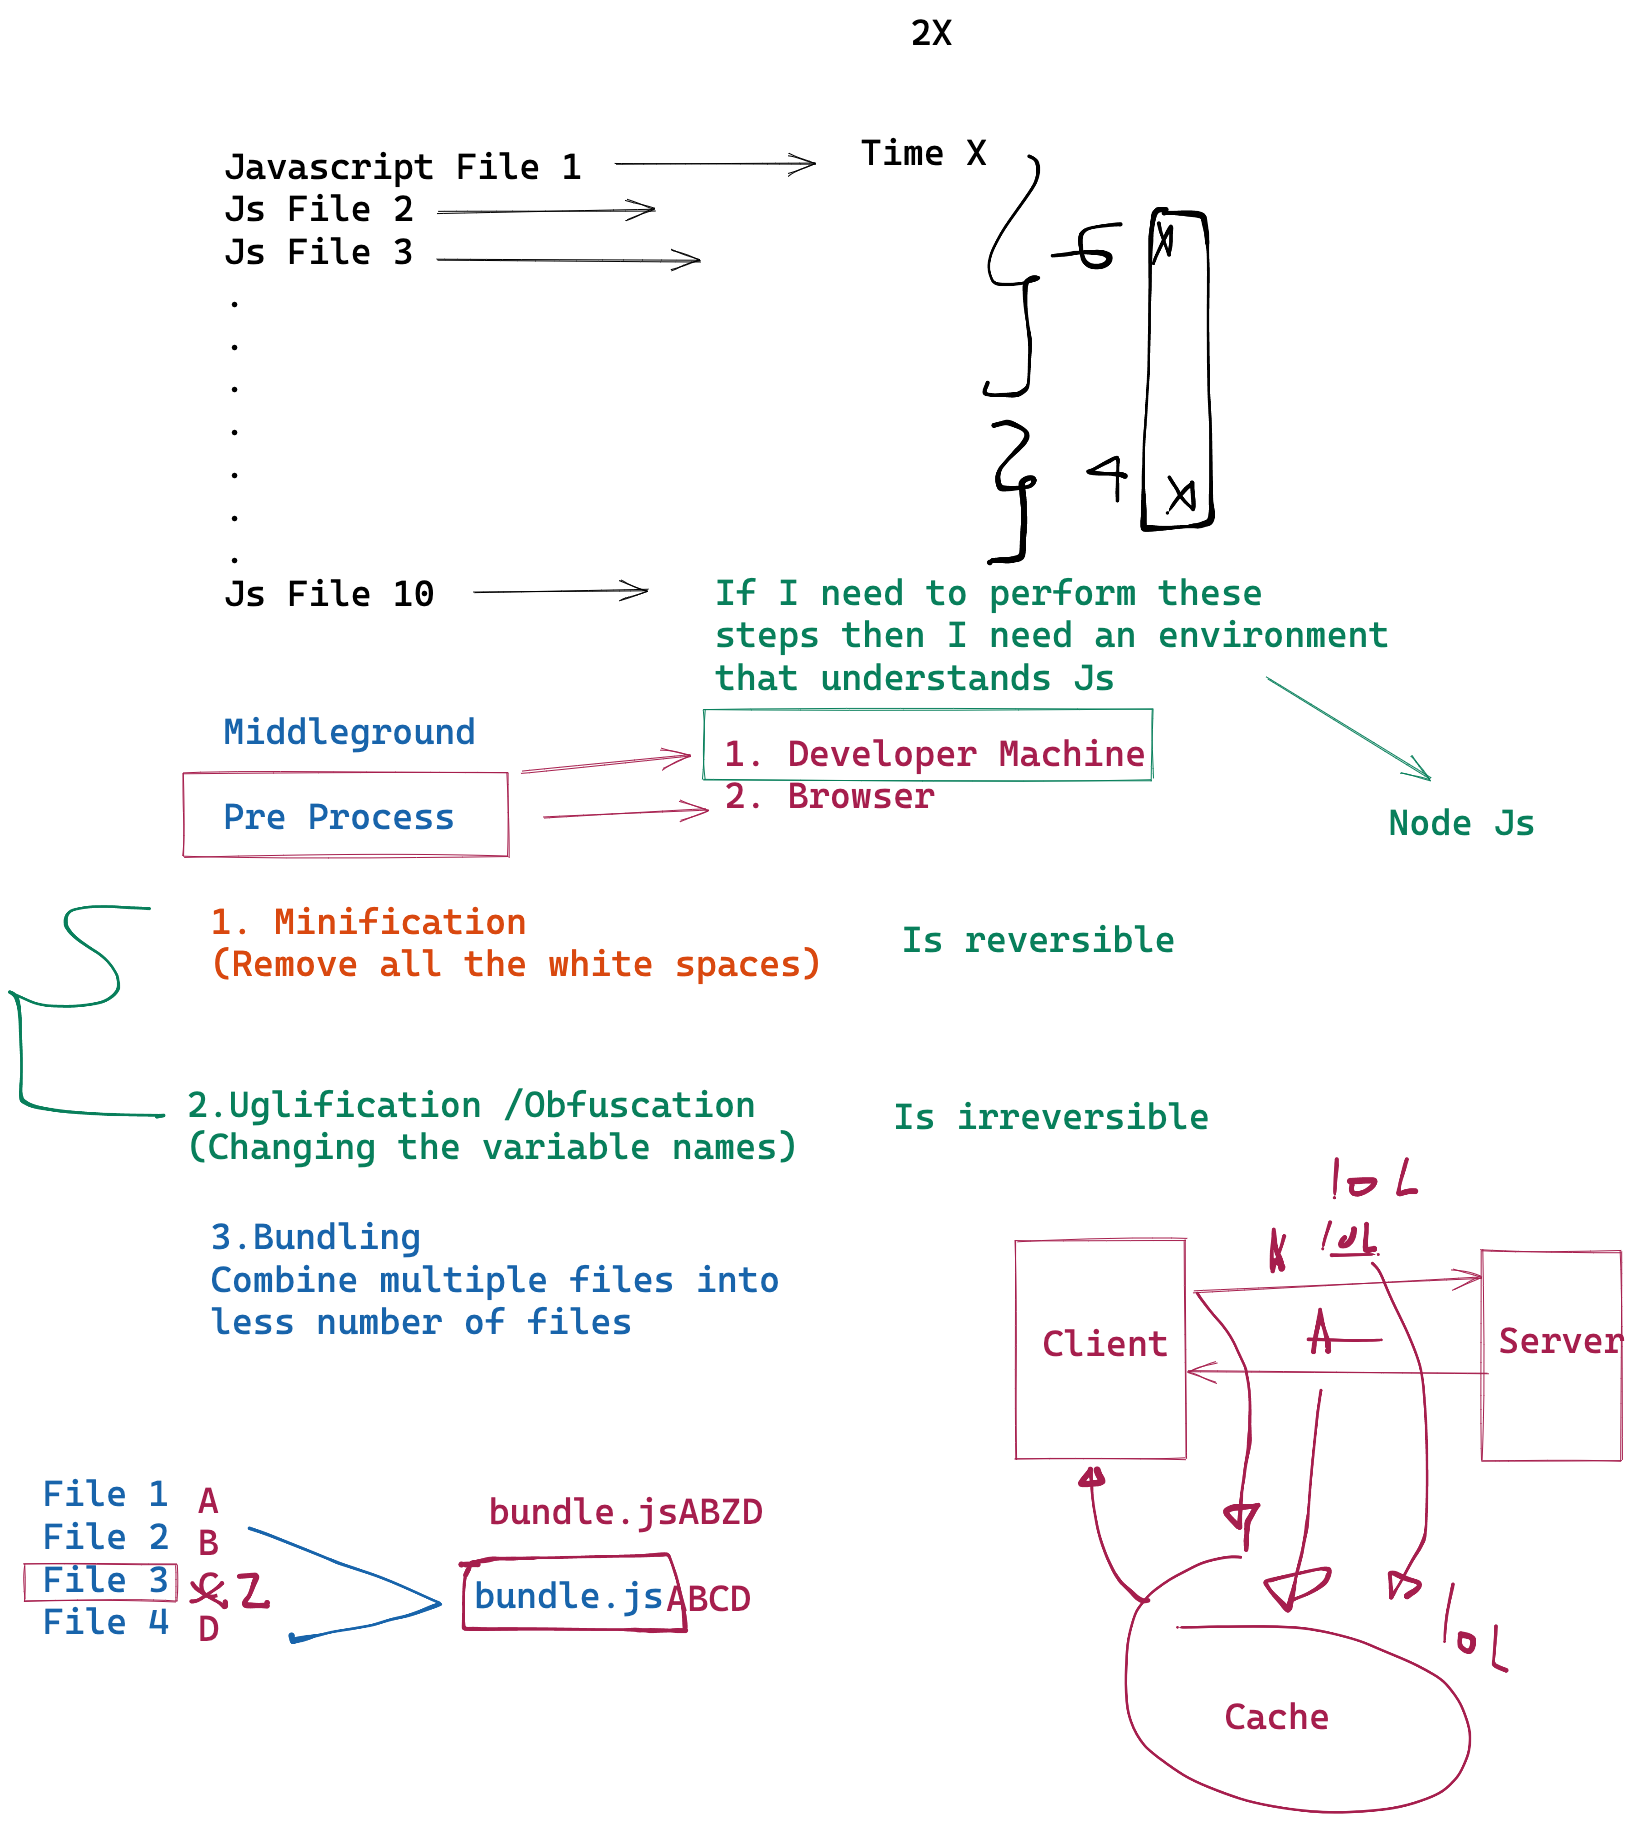 2X
Javascript File 1
Time X
Js File 2
Js File 3
-6
X
.
.
.
.
4
.
X
.
.
Js File 10
If I need to perform these
steps then I need an environment
that understands Js
Middleground
1. Developer Machine
2. Browser
Pre Process
Node Js
1. Minification
(Remove all the white spaces)
Is reversible
2.Uglification /Obfuscation
(Changing the variable names)
Is irreversible
3.Bundling
Combine multiple files into
less number of files
10L
10L
A
Client
Server
File 1 A
File 2 B
File 3 C Z
File 4 D
bundle.jsABZD
bundle.jsABCD
10L
Cache